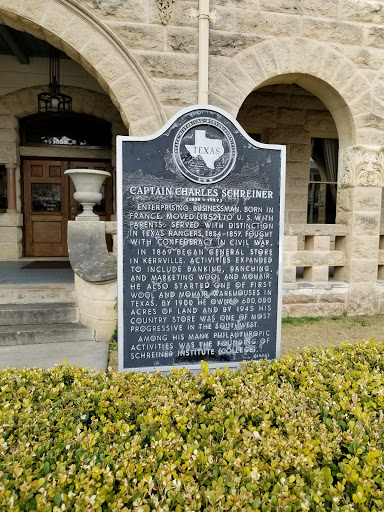 TEXAS
CAPTAIN CHARLES SCHREINER
ENTERPRISING BUSINESSMAN. BORN IN
FRANCE. MOVED (1852) TO U.S. WITH
PARENTS. SERVED WITH DISTINCTION
IN TEXAS RANGERS, 1854-1857. FOUGHT
WITH CONFEDERACY IN CIVIL WAR.
IN 1869 BEGAN GENERAL STORE
IN KERRVILLE. ACTIVITIES EXPANDED
TO INCLUDE BANKING, RANCHING,
AND MARKETING WOOL AND MOHAIR.
HE ALSO STARTED ONE OF FIRST
WOOL AND MOHAIR WAREHOUSES IN
TEXAS. BY 1900 HE OWNED 600,000
ACRES OF LAND AND BY 1945 HIS
COUNTRY STORE WAS ONE OF MOST
PROGRESSIVE IN THE SOUTHWEST.
AMONG HIS MANY PHILANTHROPIC
ACTIVITIES WAS THE FOUNDING OF
SCHREINER INSTITUTE (COLLEGE).